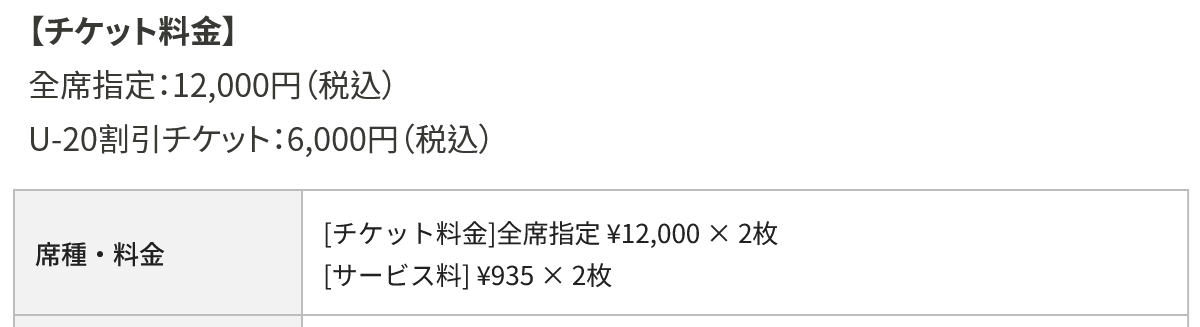 【チケット料金】
全席指定：12,000円（税込）
U-20割引チケット：6,000円（税込）
席種・料金
[チケット料金]全席指定 ¥12,000 × 2枚
[サービス料] ¥935 × 2枚